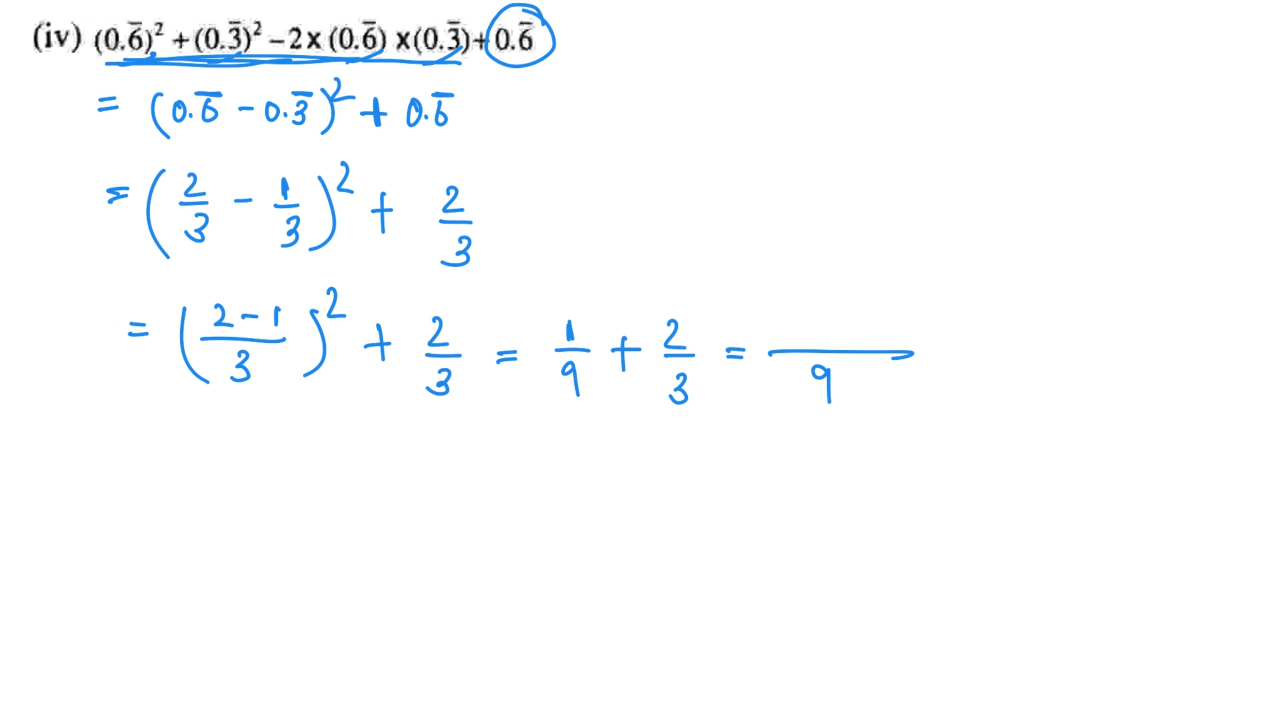 (iv) (0.6̅)² + (0.3̅)² − 2 x (0.6̅) x (0.3̅) + 0.6̅
= (0.6̅ − 0.3̅)² + 0.6̅
= (2/3 − 1/3)² + 2/3
= ((2−1)/3)² + 2/3 = 1/9 + 2/3 = /9